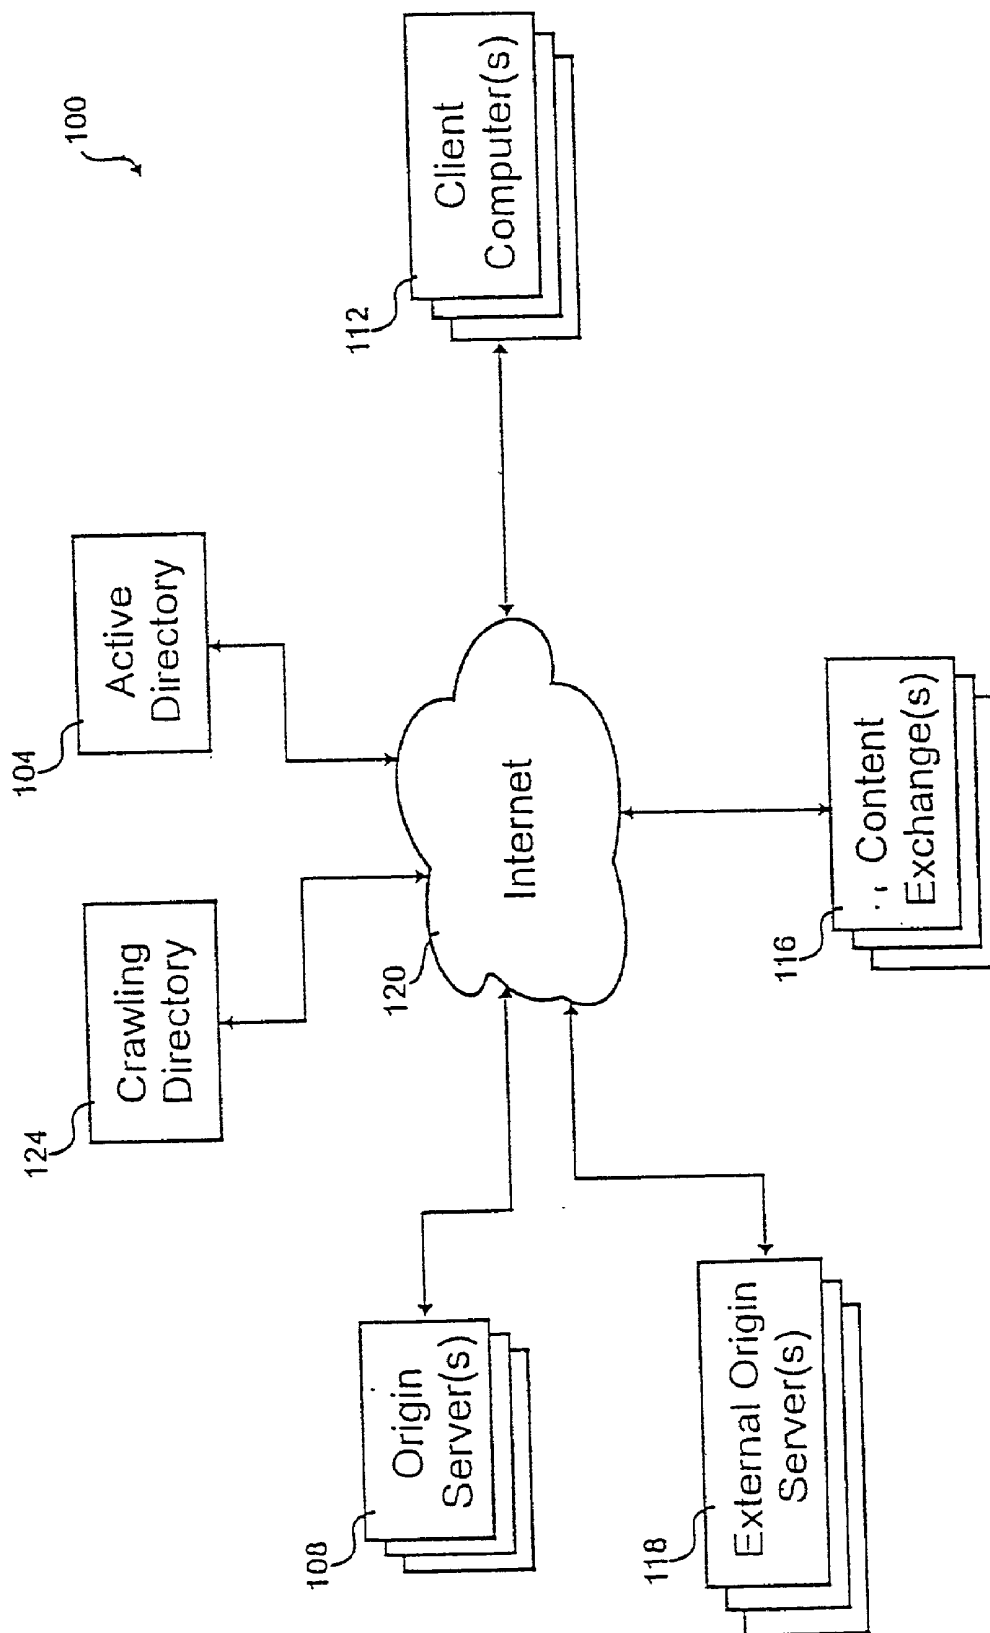 100
124
Crawling
Directory
104
Active
Directory
108
Origin
Server(s)
120
Internet
112
Client
Computer(s)
118
External Origin
Server(s)
116
Content
Exchange(s)